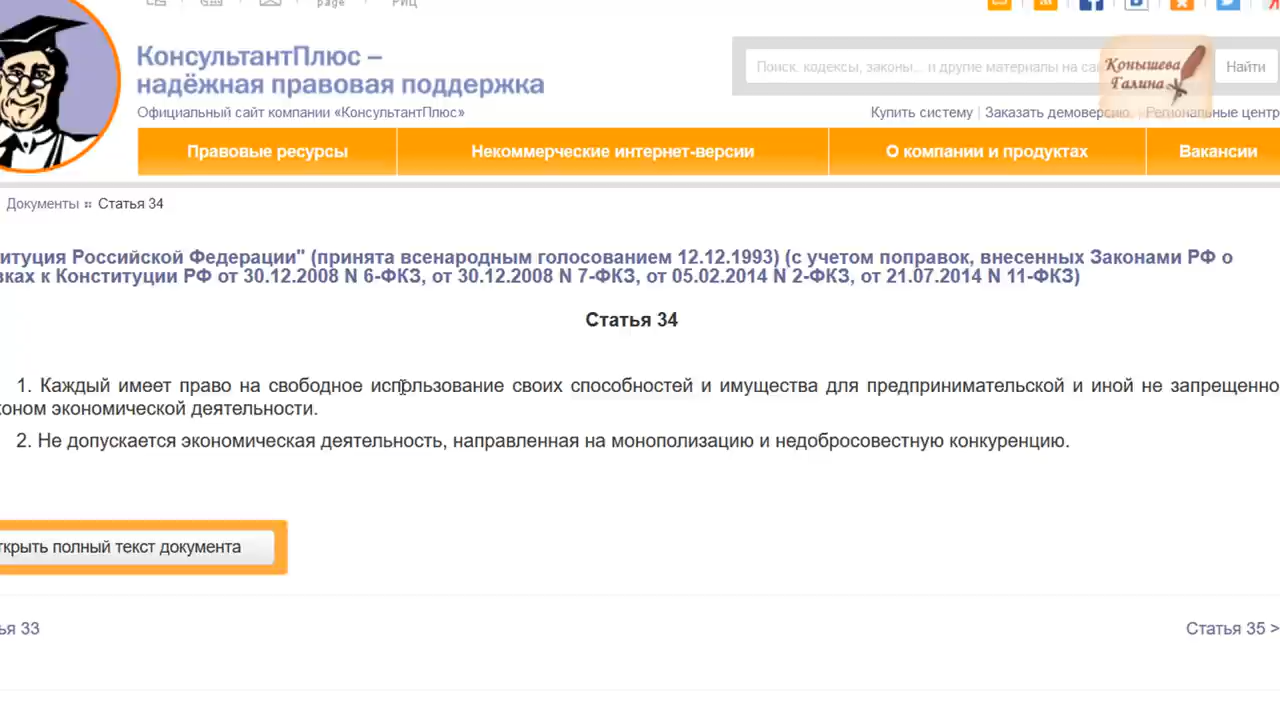 page РИЦ
КонсультантПлюс –
надёжная правовая поддержка
Официальный сайт компании «КонсультантПлюс»
Поиск. кодексы, законы... и другие материалы на са
Найти
Конышева
Галина
Купить систему | Заказать демоверсию | Региональные центр
Правовые ресурсы
Некоммерческие интернет-версии
О компании и продуктах
Вакансии
Документы Статья 34
итуция Российской Федерации" (принята всенародным голосованием 12.12.1993) (с учетом поправок, внесенных Законами РФ о
вках к Конституции РФ от 30.12.2008 N 6-ФКЗ, от 30.12.2008 N 7-ФКЗ, от 05.02.2014 N 2-ФКЗ, от 21.07.2014 N 11-ФКЗ)
Статья 34
1. Каждый имеет право на свободное использование своих способностей и имущества для предпринимательской и иной не запрещенно
коном экономической деятельности.
2. Не допускается экономическая деятельность, направленная на монополизацию и недобросовестную конкуренцию.
ткрыть полный текст документа
ья 33
Статья 35 >